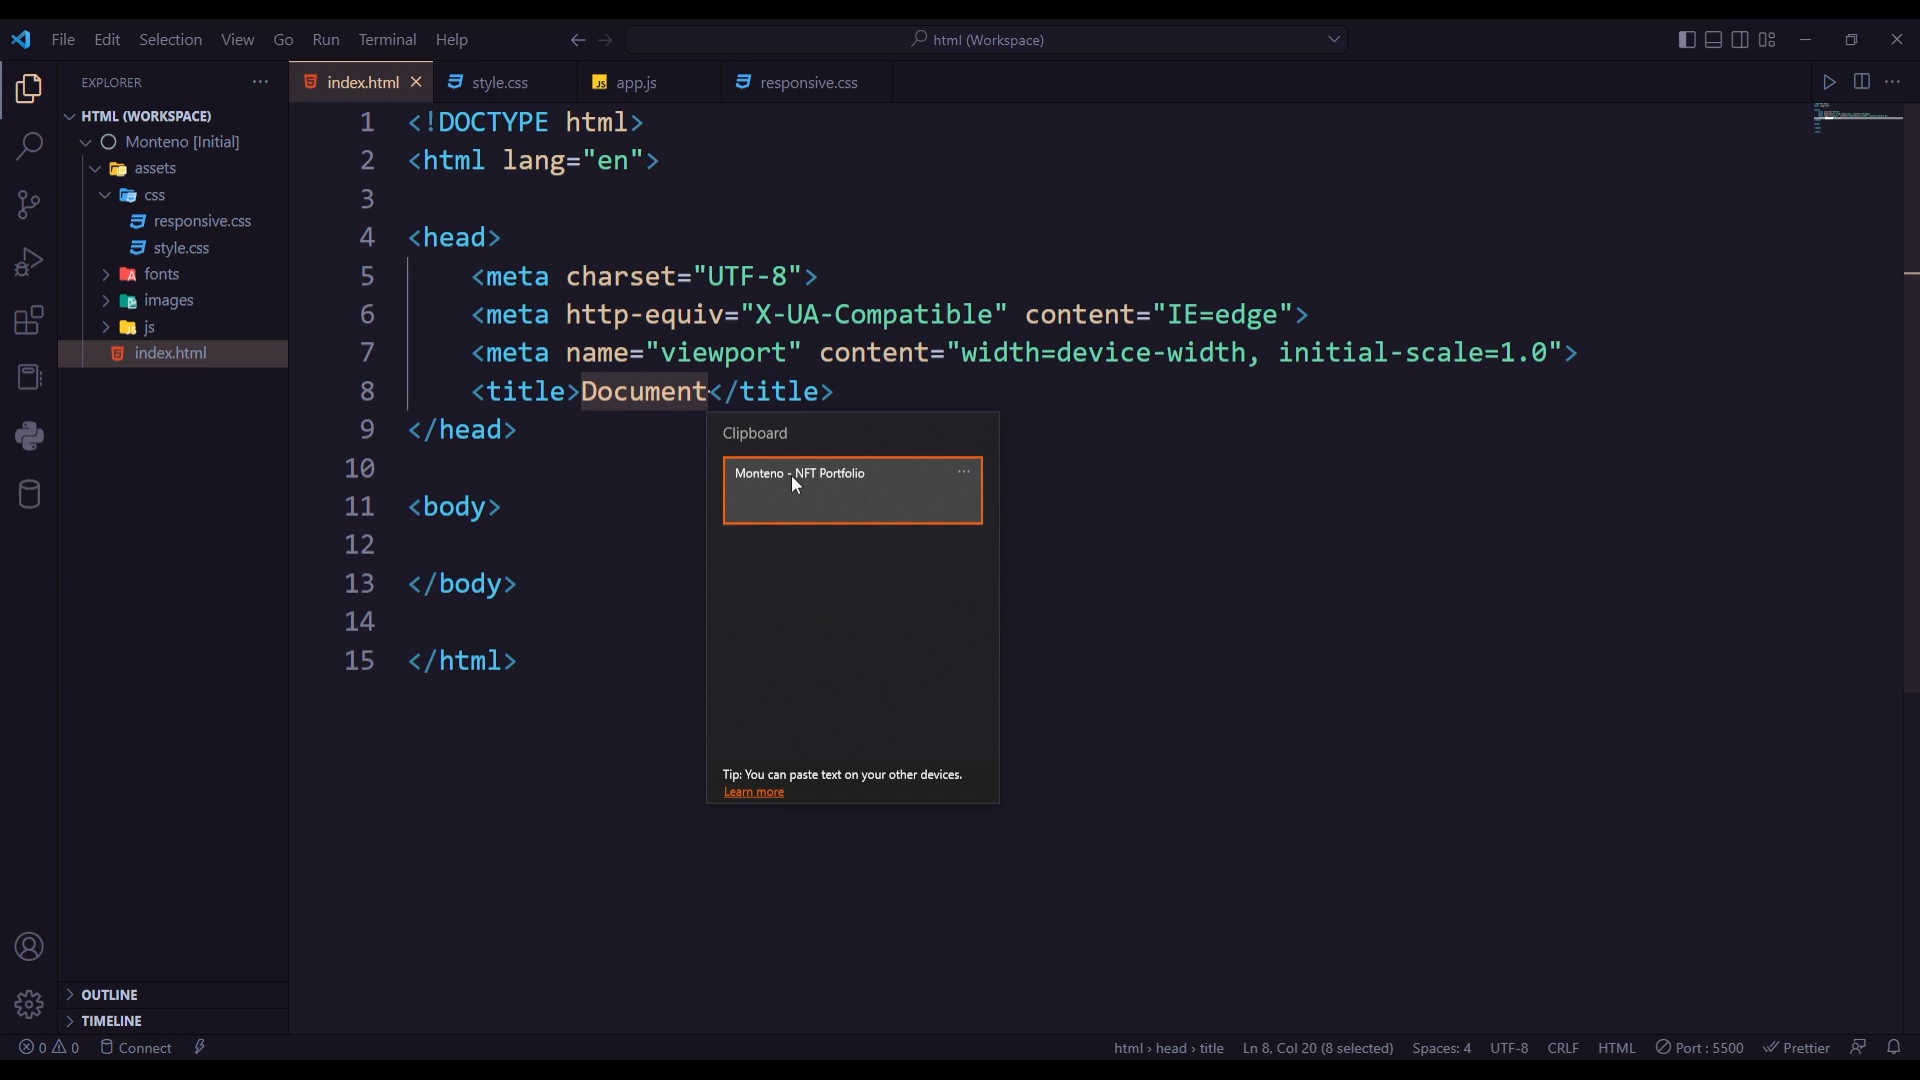 File Edit Selection View Go Run Terminal Help
html (Workspace)
EXPLORER
index.html
style.css
app.js
responsive.css
HTML (WORKSPACE)
Monteno [Initial]
assets
css
responsive.css
style.css
fonts
images
js
index.html
OUTLINE
TIMELINE
1 <!DOCTYPE html>
2 <html lang="en">
3
4 <head>
5 <meta charset="UTF-8">
6 <meta http-equiv="X-UA-Compatible" content="IE=edge">
7 <meta name="viewport" content="width=device-width, initial-scale=1.0">
8 <title>Document</title>
9 </head>
10
11 <body>
12
13 </body>
14
15 </html>
Clipboard
Monteno - NFT Portfolio
Tip: You can paste text on your other devices.
Learn more
0 0 Connect
html › head › title Ln 8, Col 20 (8 selected) Spaces: 4 UTF-8 CRLF HTML Port : 5500 Prettier